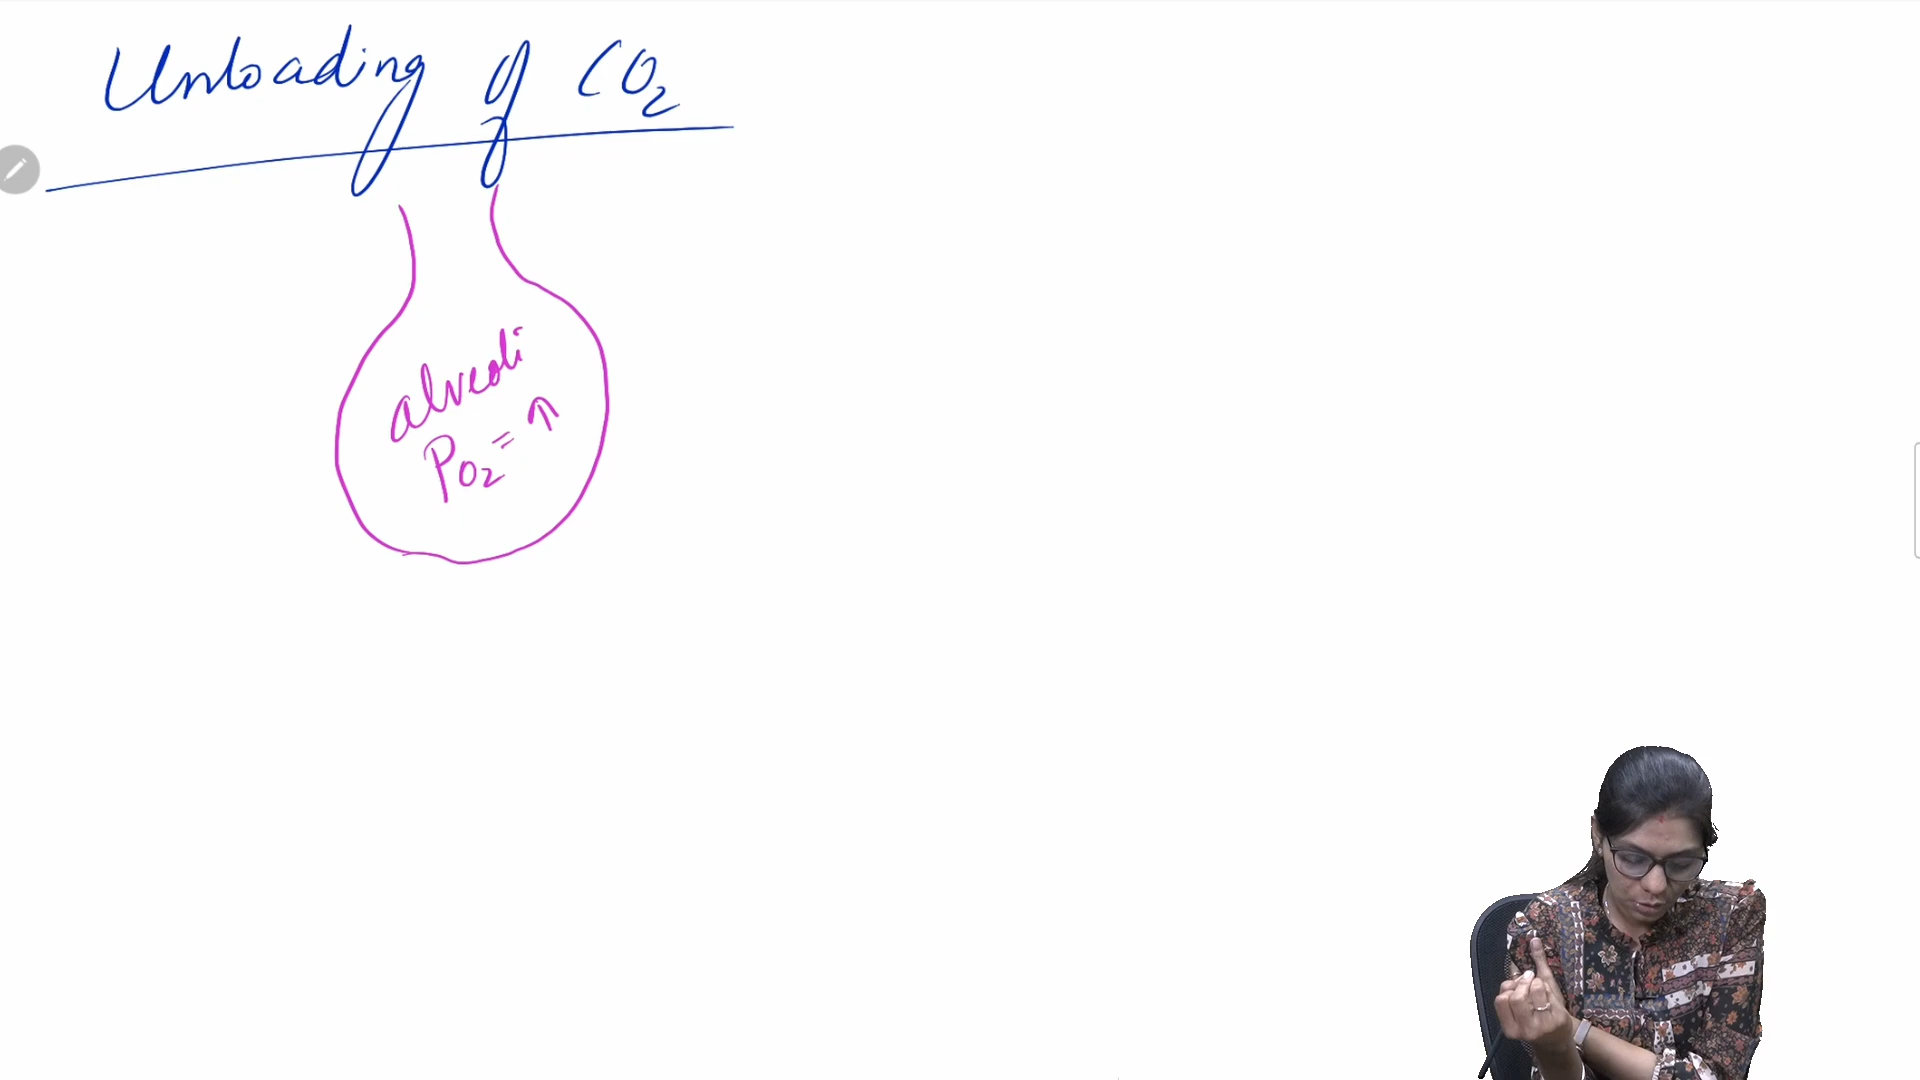 Unloading of CO2
alveoli
PO2 = ↑